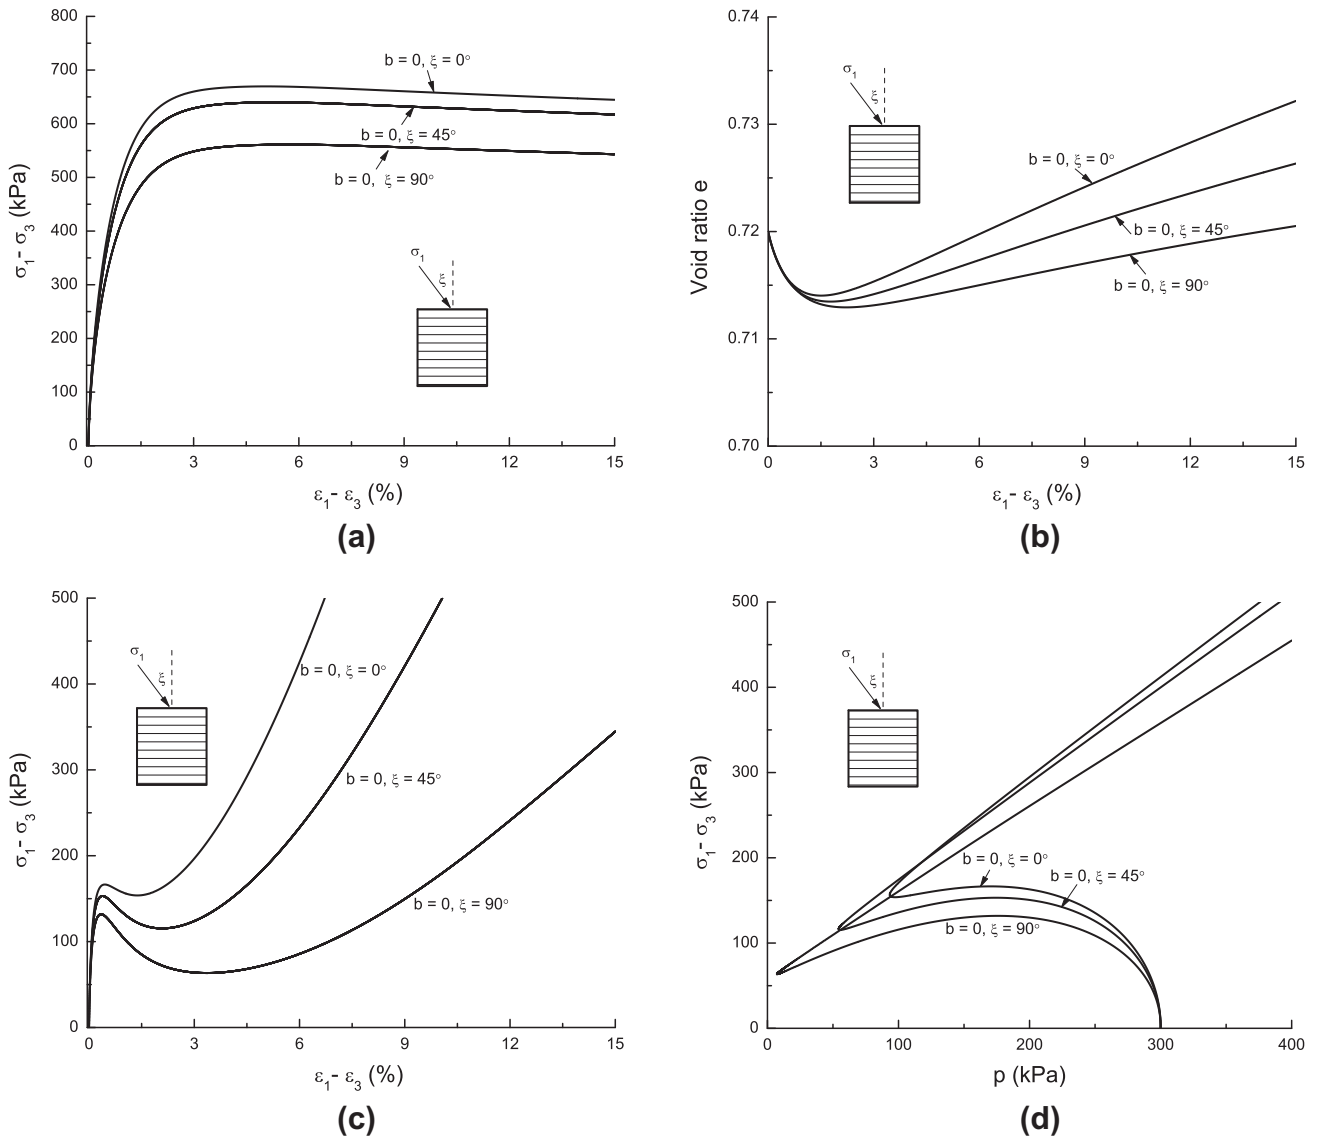 800
700
600
500
400
300
200
100
0
0 3 6 9 12 15
σ1- σ3 (kPa)
ε1- ε3 (%)
b = 0, ξ = 0°
b = 0, ξ = 45°
b = 0, ξ = 90°
σ1
ξ
(a)
0.74
0.73
0.72
0.71
0.70
0 3 6 9 12 15
Void ratio e
ε1- ε3 (%)
σ1
ξ
b = 0, ξ = 0°
b = 0, ξ = 45°
b = 0, ξ = 90°
(b)
500
400
300
200
100
0
0 3 6 9 12 15
σ1- σ3 (kPa)
ε1- ε3 (%)
σ1
ξ
b = 0, ξ = 0°
b = 0, ξ = 45°
b = 0, ξ = 90°
(c)
500
400
300
200
100
0
0 100 200 300 400
σ1- σ3 (kPa)
p (kPa)
σ1
ξ
b = 0, ξ = 0°
b = 0, ξ = 45°
b = 0, ξ = 90°
(d)